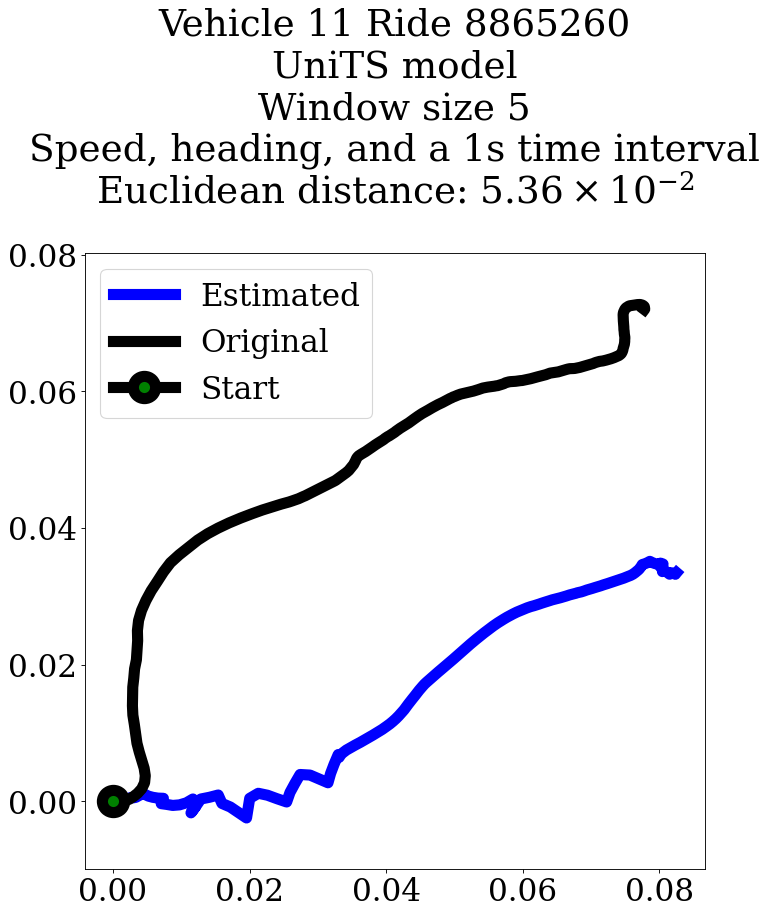 Vehicle 11 Ride 8865260
UniTS model
Window size 5
Speed, heading, and a 1s time interval
Euclidean distance: 5.36 × 10⁻²
0.08
Estimated
Original
Start
0.06
0.04
0.02
0.00
0.00 0.02 0.04 0.06 0.08